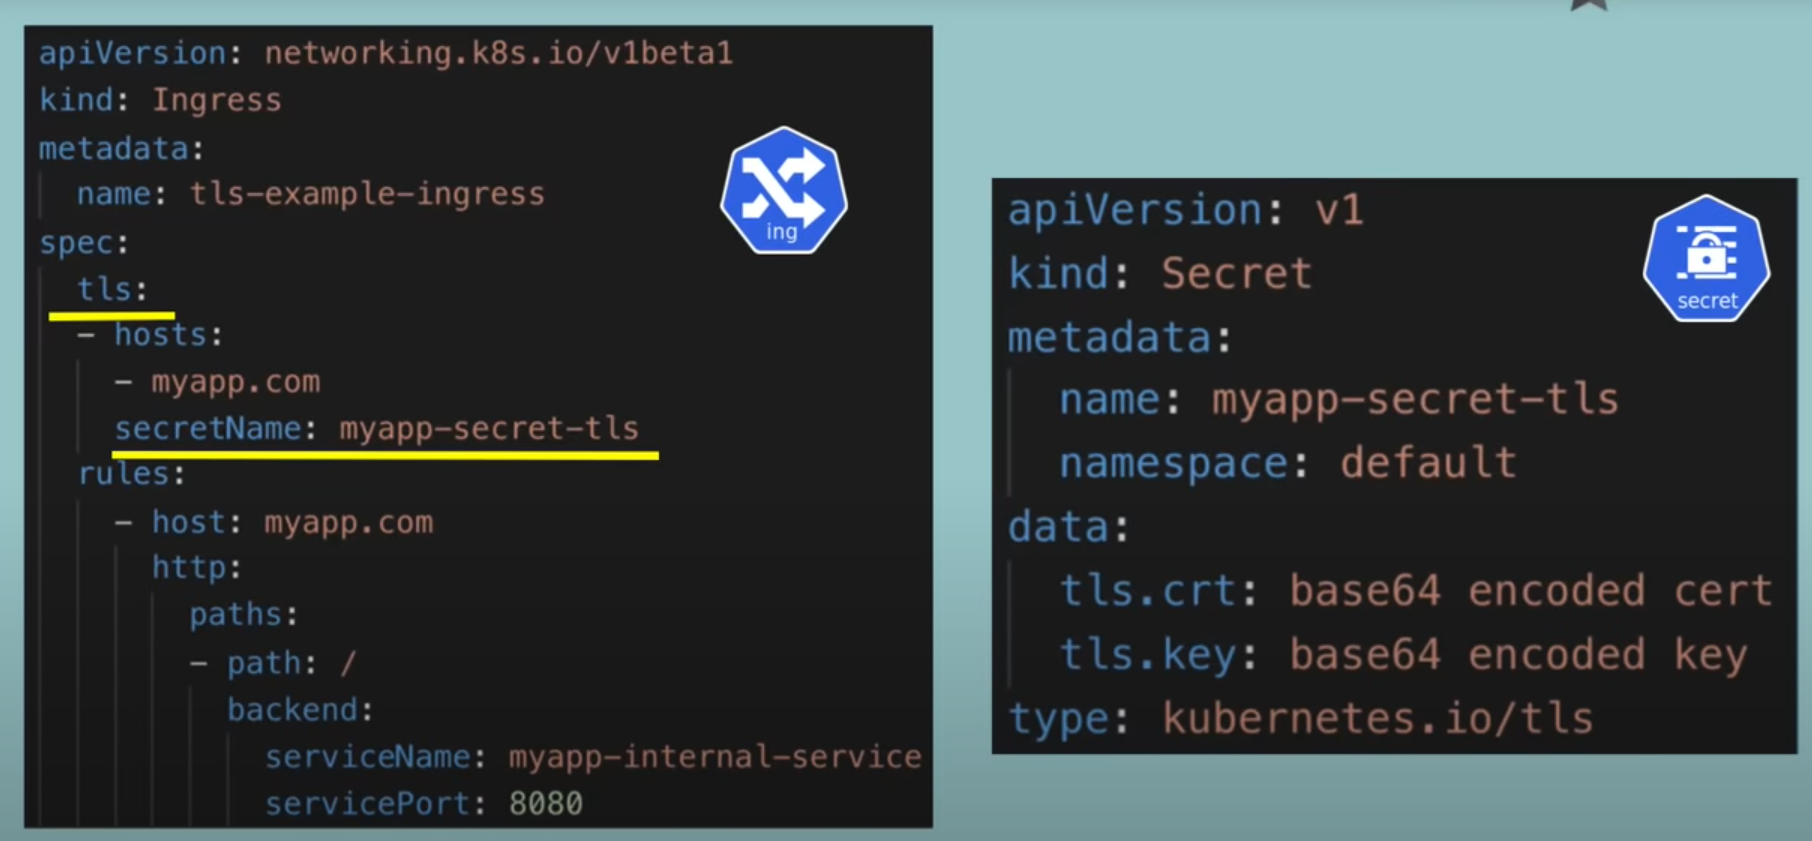 apiVersion: networking.k8s.io/v1beta1
kind: Ingress
metadata:
  name: tls-example-ingress
spec:
  tls:
  - hosts:
    - myapp.com
    secretName: myapp-secret-tls
  rules:
    - host: myapp.com
      http:
        paths:
        - path: /
          backend:
            serviceName: myapp-internal-service
            servicePort: 8080
ing
apiVersion: v1
kind: Secret
metadata:
  name: myapp-secret-tls
  namespace: default
data:
  tls.crt: base64 encoded cert
  tls.key: base64 encoded key
type: kubernetes.io/tls
secret